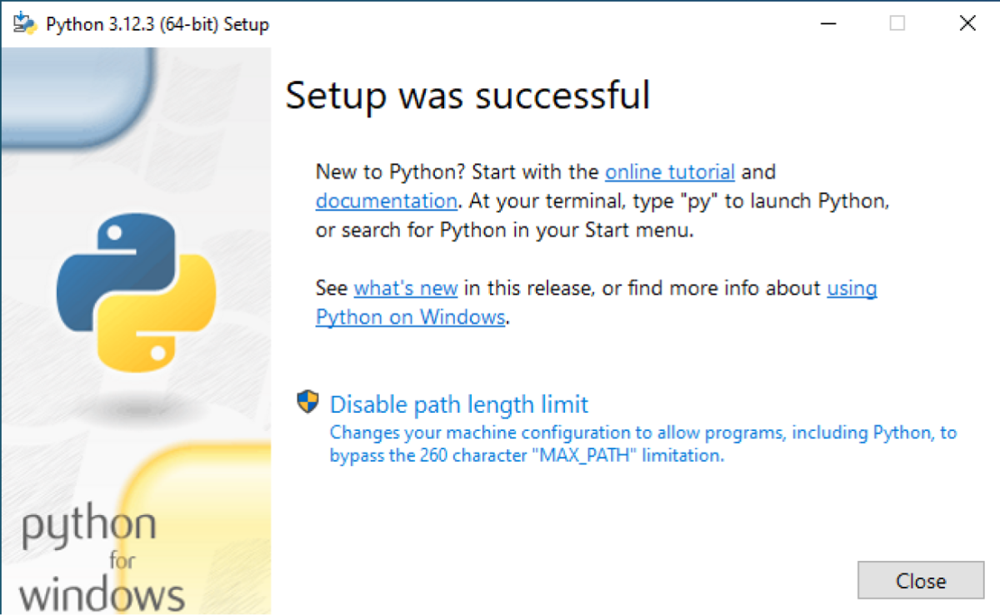 Python 3.12.3 (64-bit) Setup
Setup was successful
New to Python? Start with the online tutorial and
documentation. At your terminal, type "py" to launch Python,
or search for Python in your Start menu.
See what's new in this release, or find more info about using
Python on Windows.
Disable path length limit
Changes your machine configuration to allow programs, including Python, to
bypass the 260 character "MAX_PATH" limitation.
python
for
windows
Close